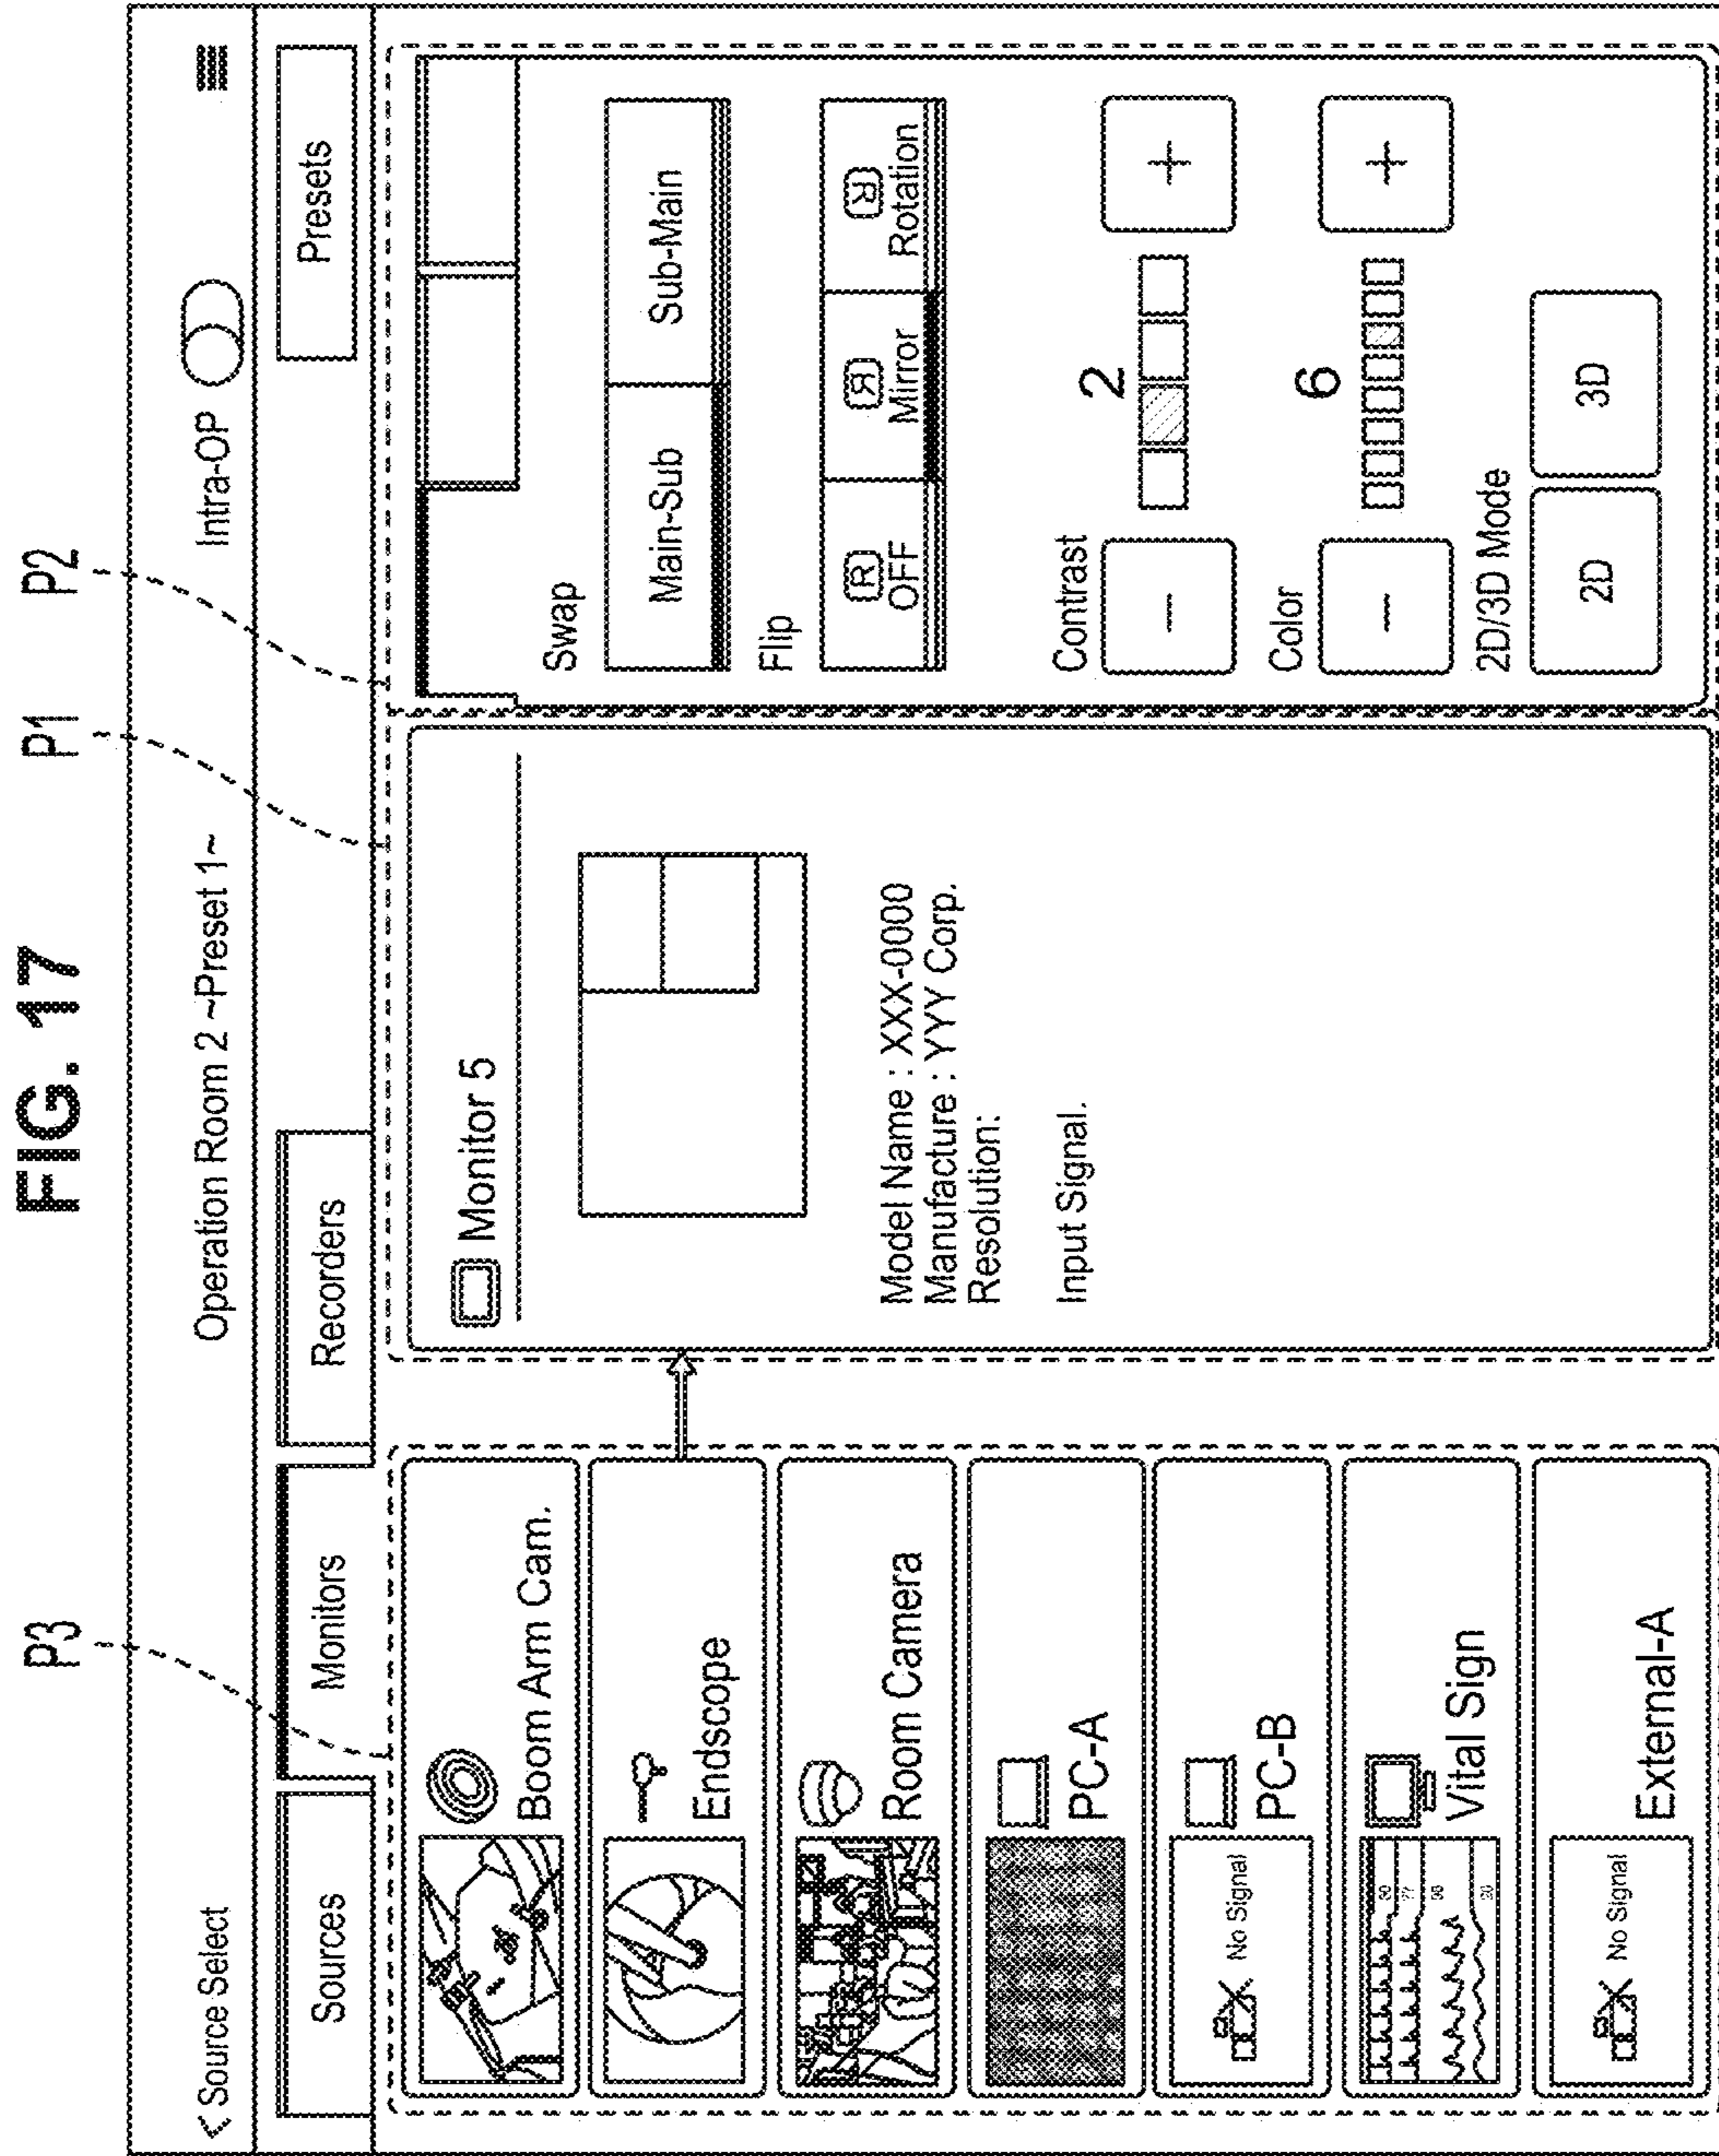 FIG. 17
P3
P1
P2
< Source Select
Operation Room 2 ~Preset 1~
Intra-OP
Sources
Monitors
Recorders
Presets
Boom Arm Cam.
Endscope
Room Camera
PC-A
No Signal
PC-B
Vital Sign
No Signal
External-A
Monitor 5
Model Name : XXX-0000
Manufacture : YYY Corp.
Resolution:
Input Signal.
Swap
Main-Sub
Sub-Main
Flip
R
OFF
R
Mirror
R
Rotation
Contrast
2
−
+
Color
6
−
+
2D/3D Mode
2D
3D